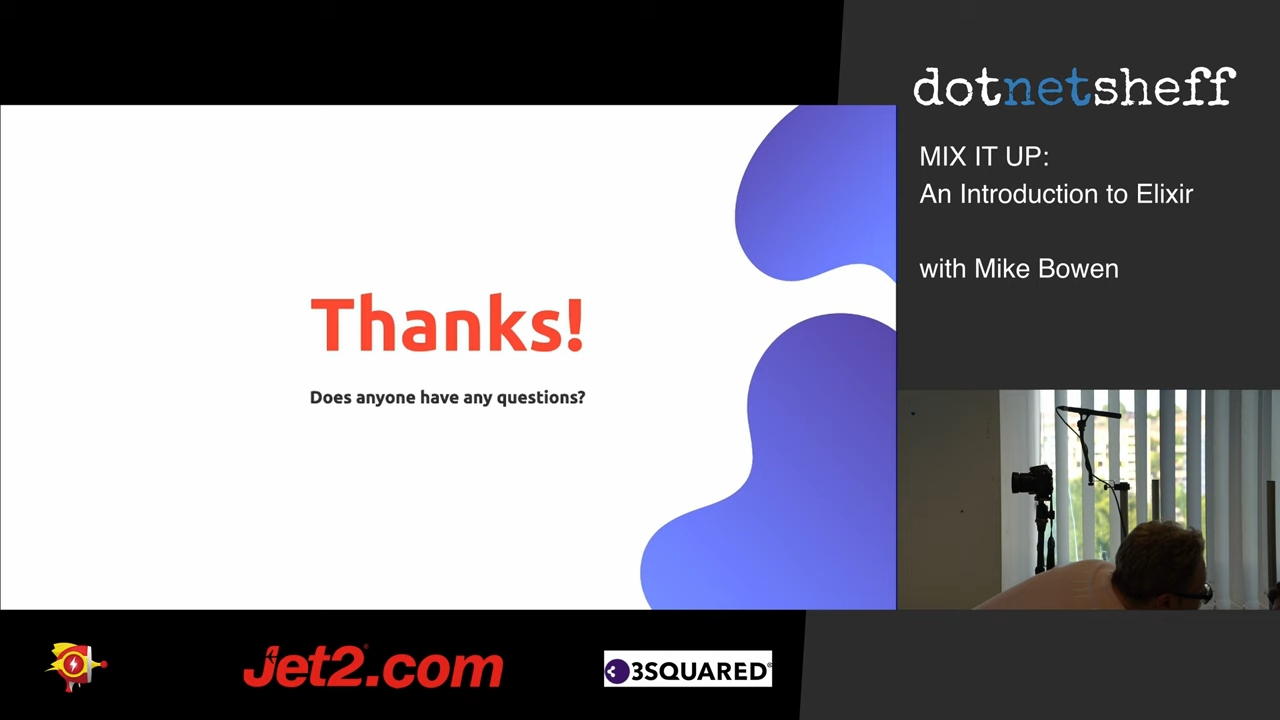 dotnetsheff
MIX IT UP:
An Introduction to Elixir
with Mike Bowen
Thanks!
Does anyone have any questions?
Jet2.com
3SQUARED